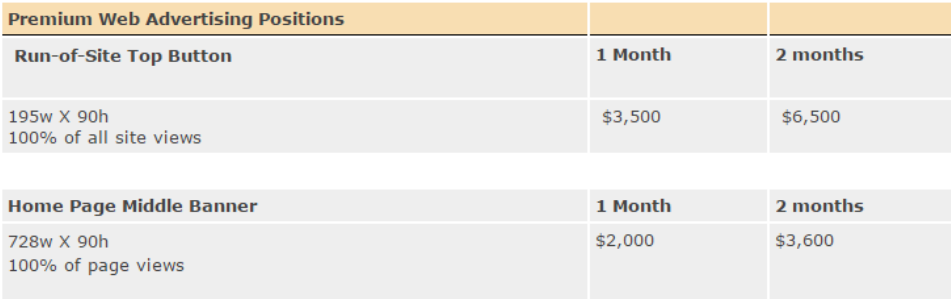 Premium Web Advertising Positions
Run-of-Site Top Button 1 Month 2 months
195w X 90h $3,500 $6,500
100% of all site views
Home Page Middle Banner 1 Month 2 months
728w X 90h $2,000 $3,600
100% of page views